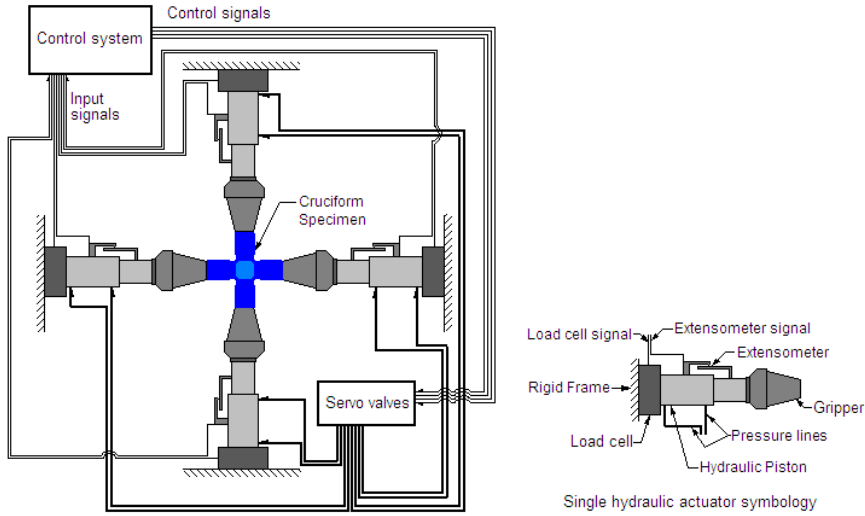 Control signals
Control system
Input
signals
Cruciform
Specimen
Servo valves
Load cell signal
Extensometer signal
Extensometer
Rigid Frame
Gripper
Load cell
Pressure lines
Hydraulic Piston
Single hydraulic actuator symbology